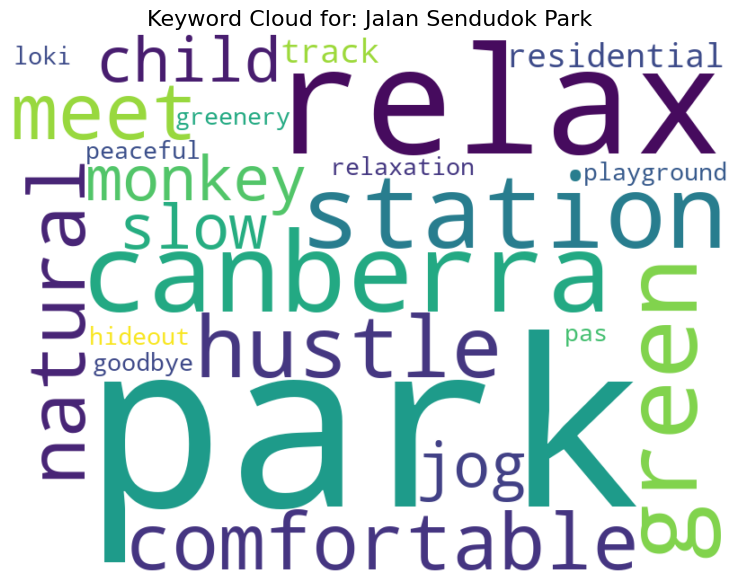 Keyword Cloud for: Jalan Sendudok Park
loki
child
track
residential
relax
meet
greenery
peaceful
monkey
relaxation
playground
natural
slow
station
canberra
hideout
hustle
pas
goodbye
green
park
jog
comfortable